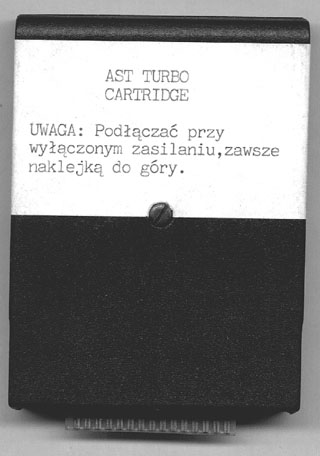 AST TURBO
CARTRIDGE
UWAGA: Podłączać przy
wyłączonym zasilaniu,zawsze
naklejką do góry.